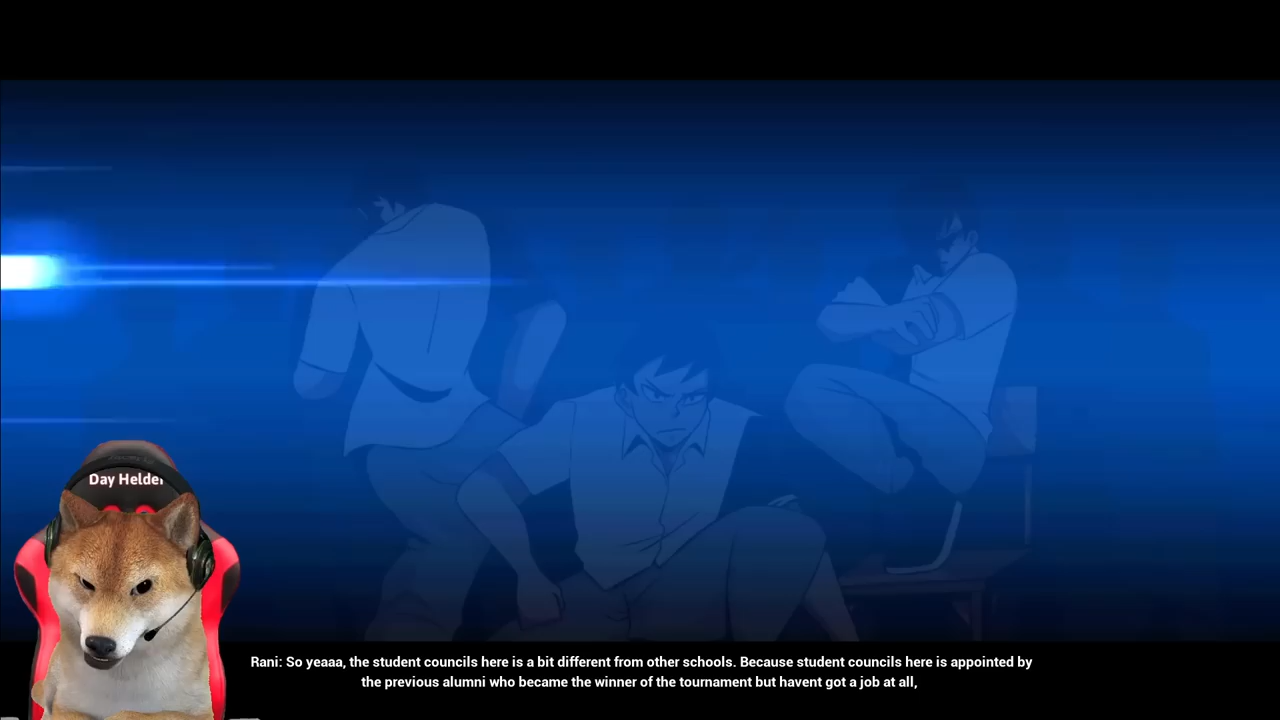 Day Helder
Rani: So yeaaa, the student councils here is a bit different from other schools. Because student councils here is appointed by
the previous alumni who became the winner of the tournament but havent got a job at all,